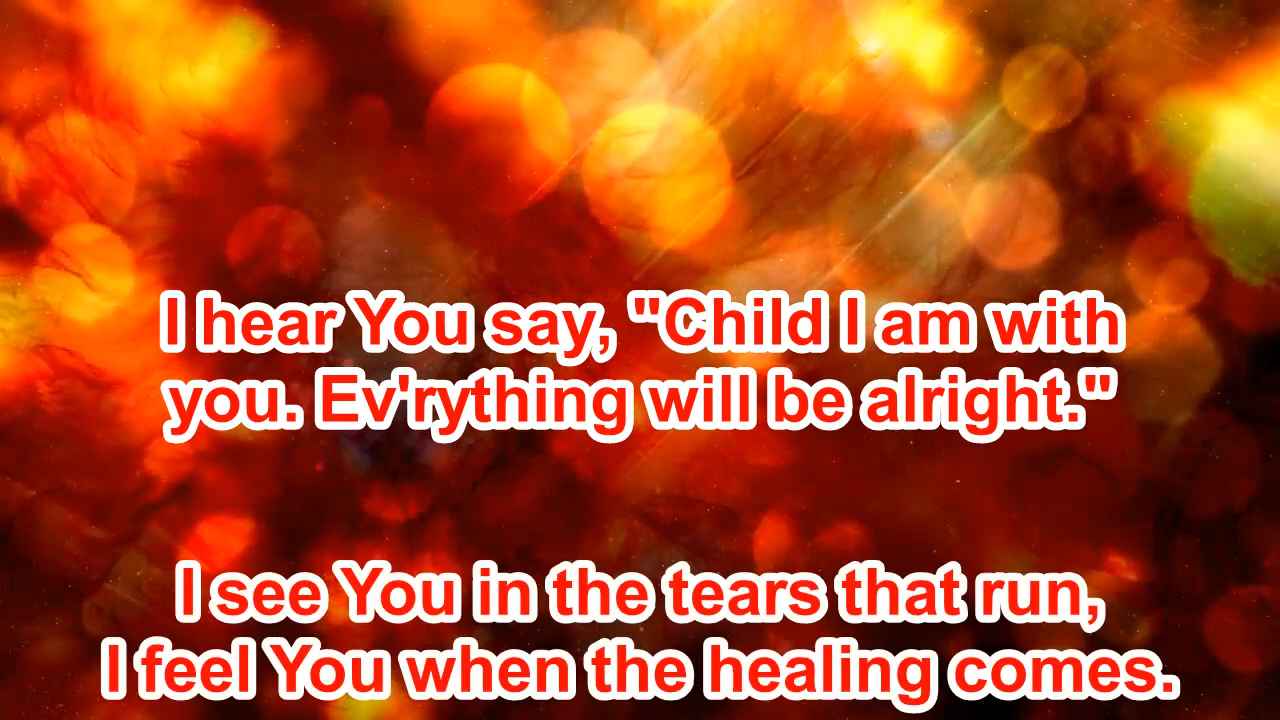 I hear You say, "Child I am with
you. Ev'rything will be alright."
I see You in the tears that run,
I feel You when the healing comes.